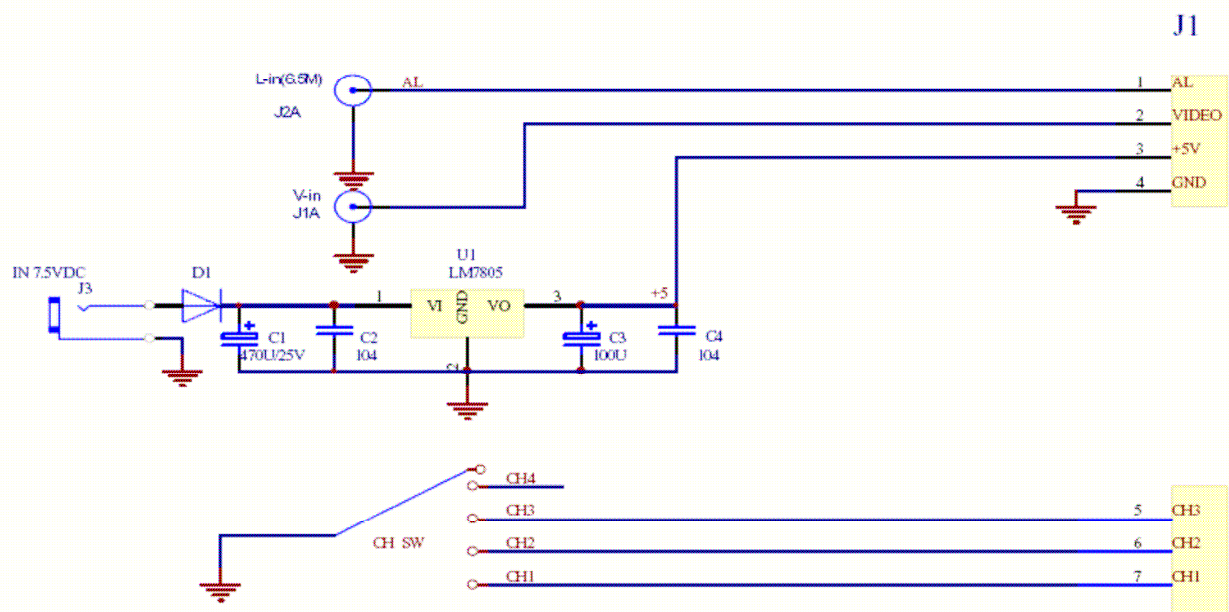 J1
L-in(6.5M)
AL
J2A
1
AL
2
VIDEO
3
+5V
4
GND
V-in
J1A
IN 7.5VDC
J3
D1
U1
LM7805
1
VI
GND
VO
3
+5
+
C1
470U/25V
C2
104
2
+
C3
100U
C4
104
CH4
CH3
5
CH3
CH SW
CH2
6
CH2
CH1
7
CH1